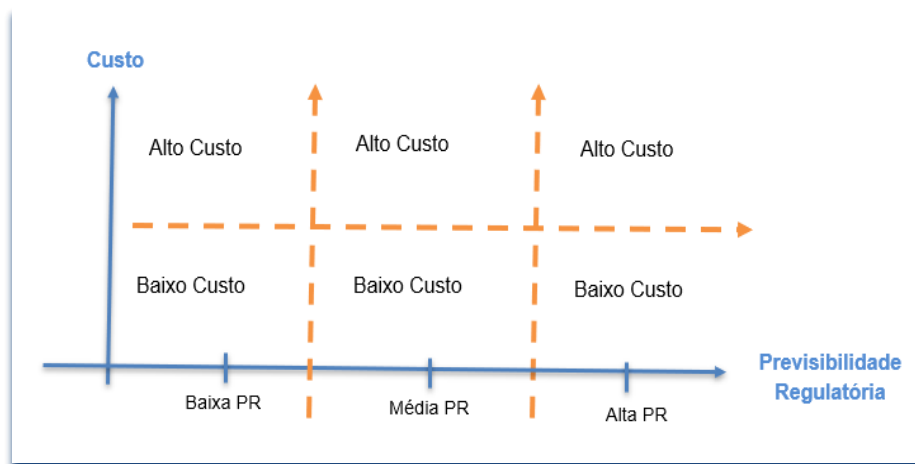 Custo
Alto Custo
Alto Custo
Alto Custo
Baixo Custo
Baixo Custo
Baixo Custo
Previsibilidade
Regulatória
Baixa PR
Média PR
Alta PR